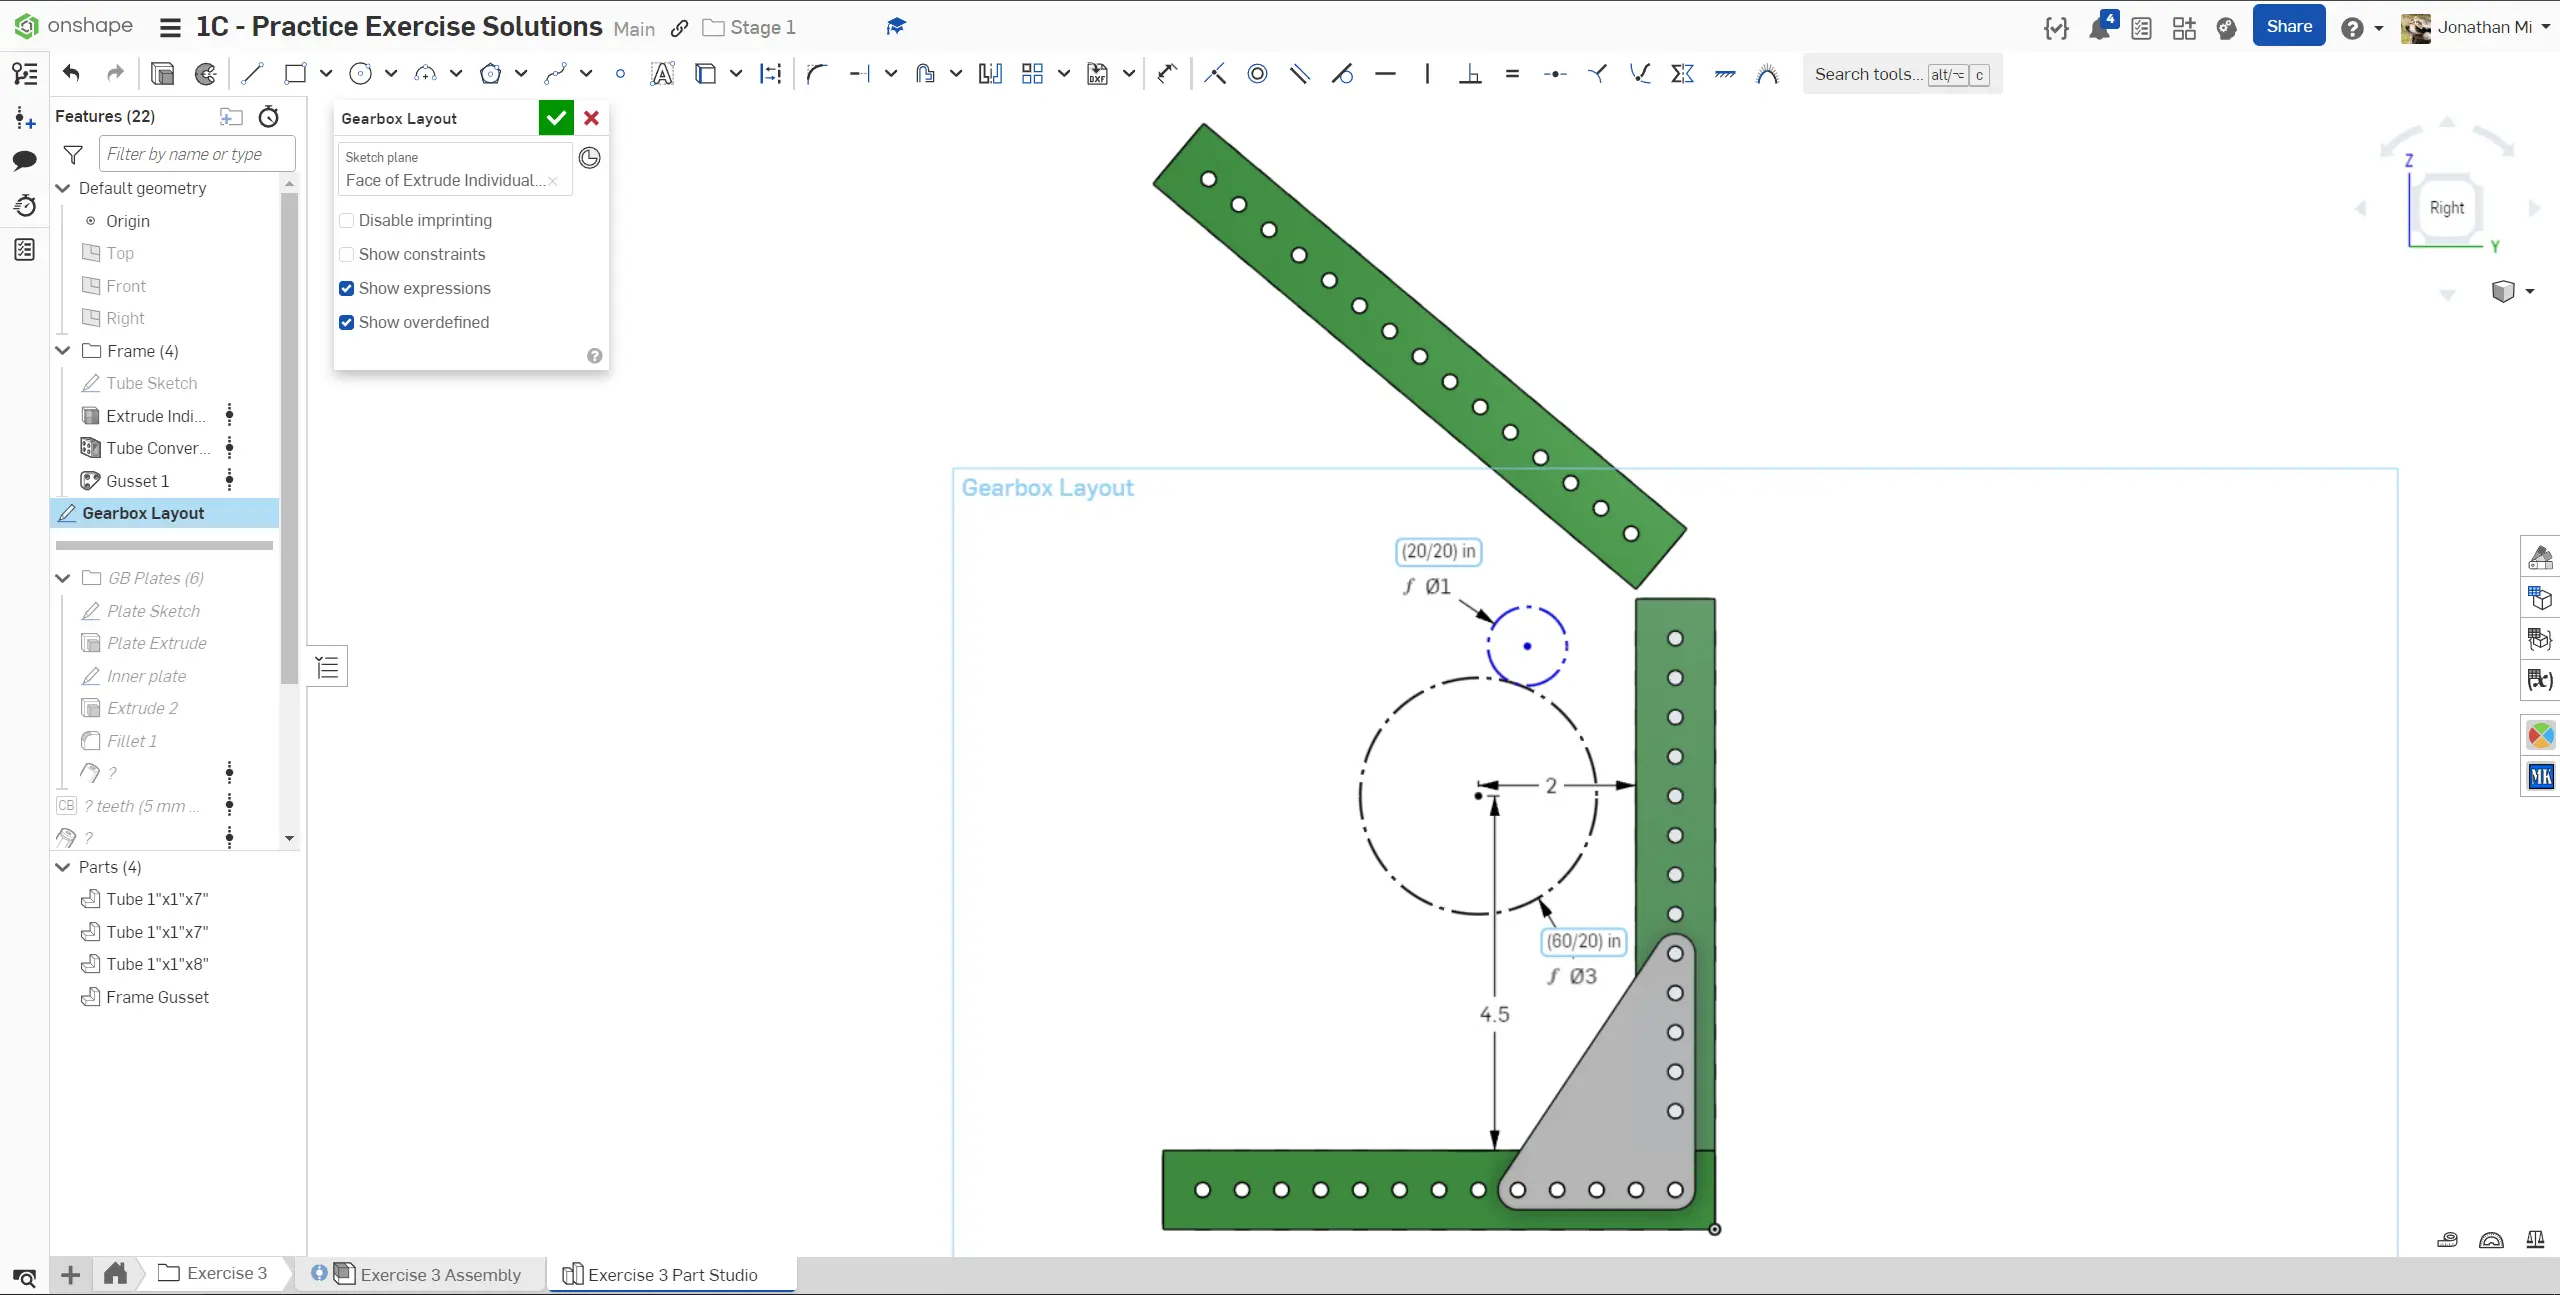 onshape
1C - Practice Exercise Solutions Main Stage 1
4
Share
Jonathan Mi
Search tools... alt/⌥ c
Features (22)
Filter by name or type
Default geometry
Origin
Top
Front
Right
Frame (4)
Tube Sketch
Extrude Indi...
Tube Conver...
Gusset 1
Gearbox Layout
GB Plates (6)
Plate Sketch
Plate Extrude
Inner plate
Extrude 2
Fillet 1
?
CB ? teeth (5 mm ...
?
Parts (4)
Tube 1"x1"x7"
Tube 1"x1"x7"
Tube 1"x1"x8"
Frame Gusset
Gearbox Layout
Sketch plane
Face of Extrude Individual...
Disable imprinting
Show constraints
Show expressions
Show overdefined
Gearbox Layout
(20/20) in
ƒ Ø1
2
(60/20) in
ƒ Ø3
4.5
Z
Right
Y
DXF
(x)
MK
Exercise 3
Exercise 3 Assembly
Exercise 3 Part Studio